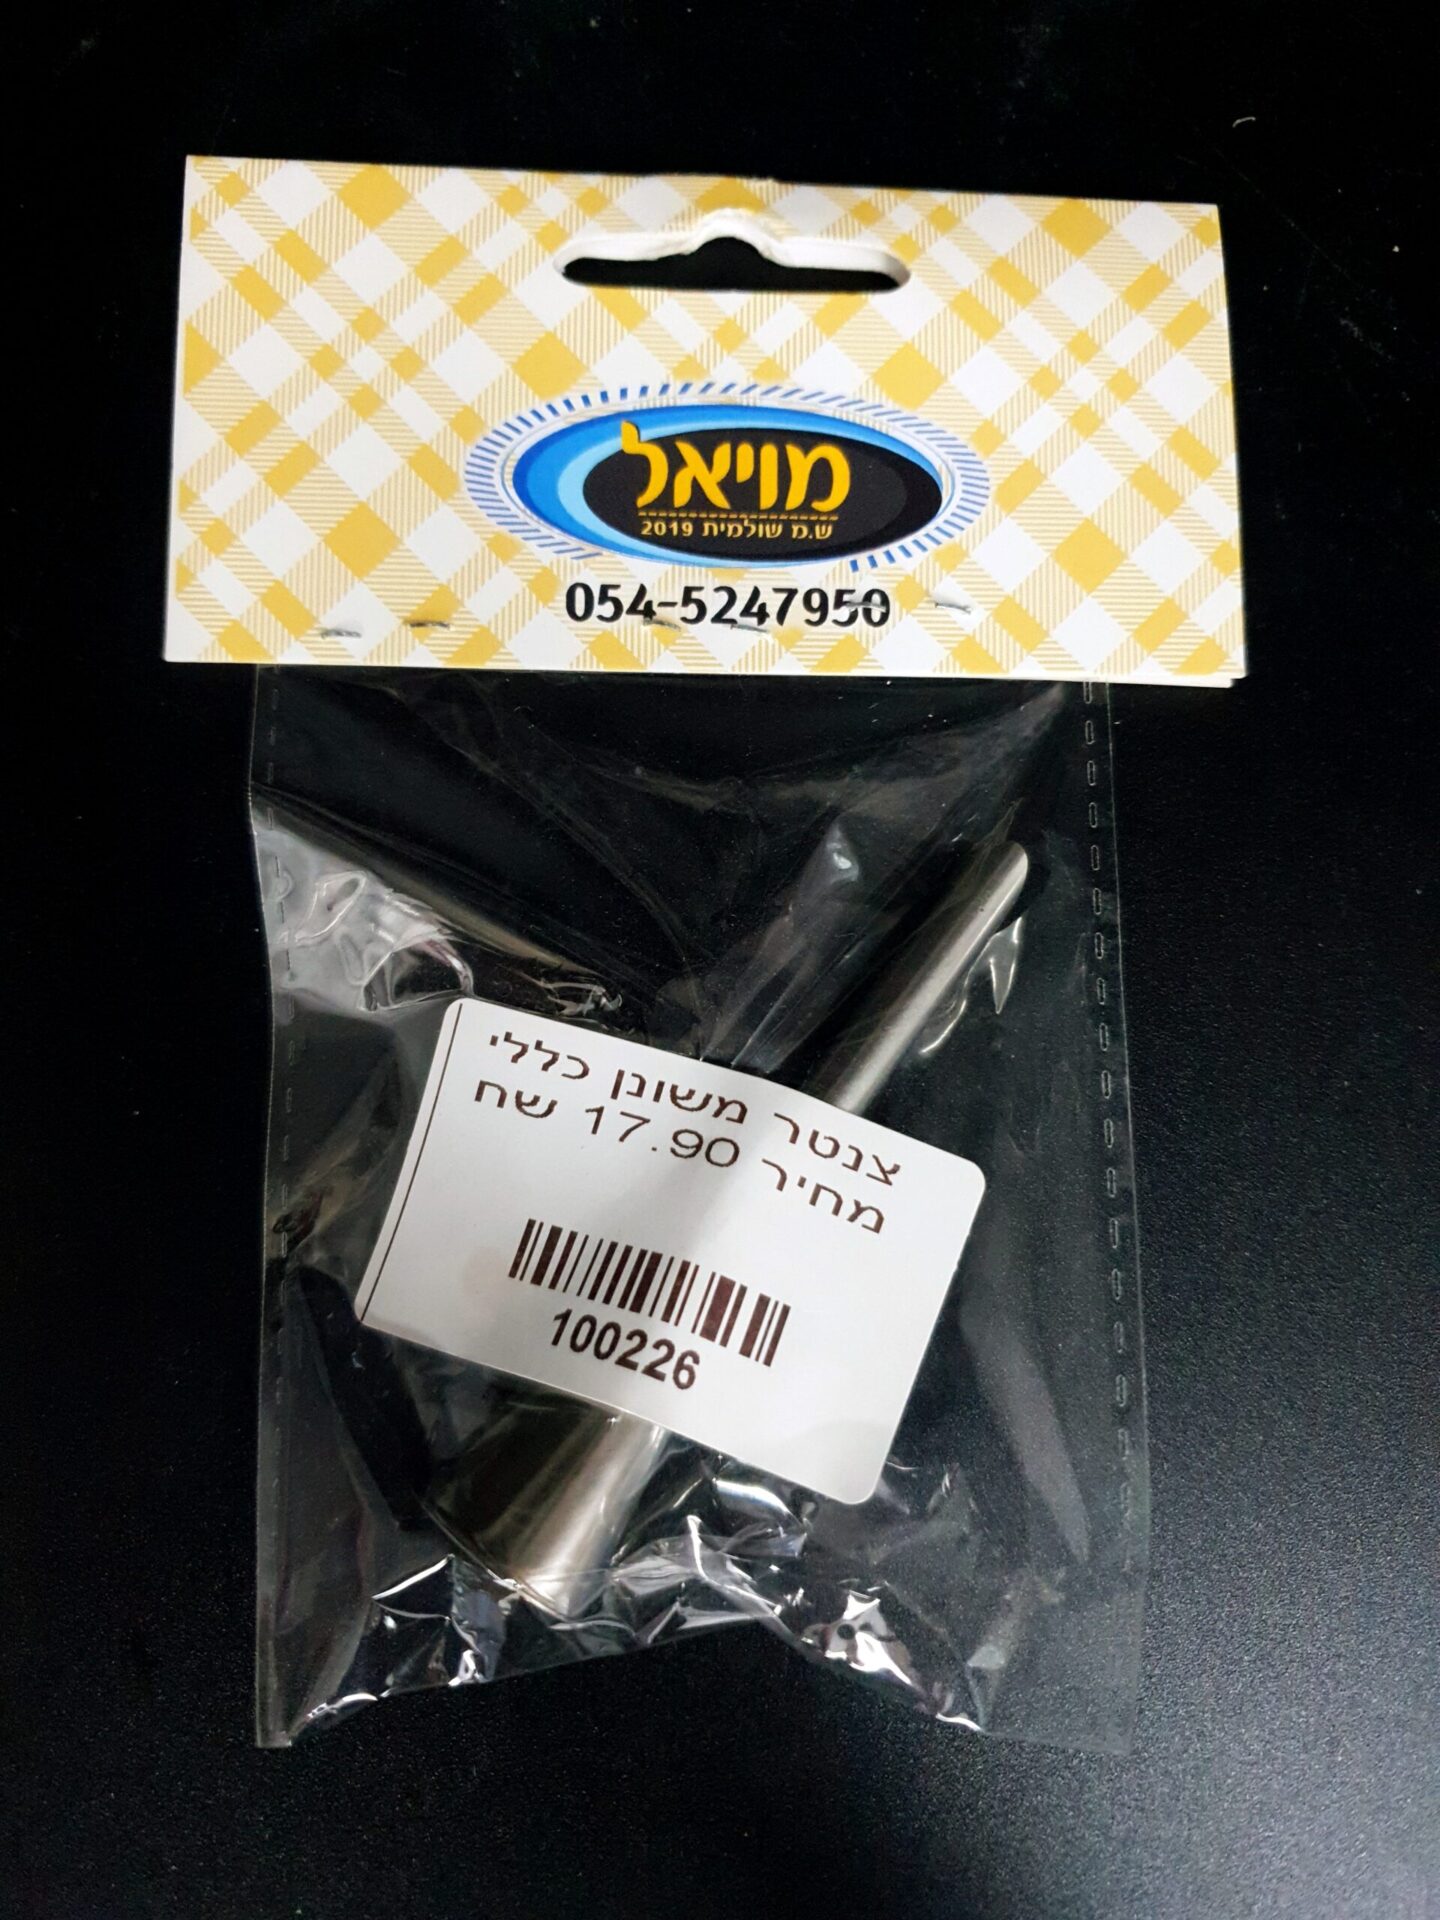 מויאל
ש.מ שולמית 2019
054-5247950
צנטר משונן כללי
מחיר 17.90 שח
100226